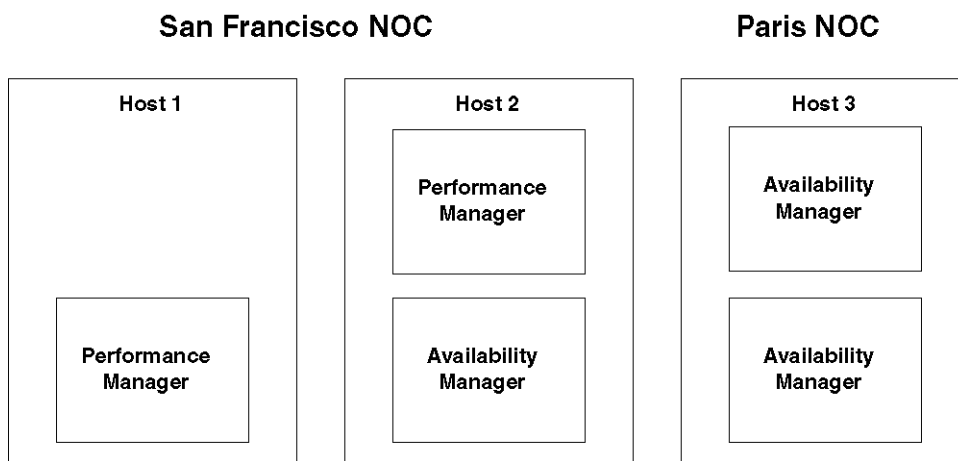 San Francisco NOC
Paris NOC
Host 1
Performance
Manager
Host 2
Performance
Manager
Availability
Manager
Host 3
Availability
Manager
Availability
Manager